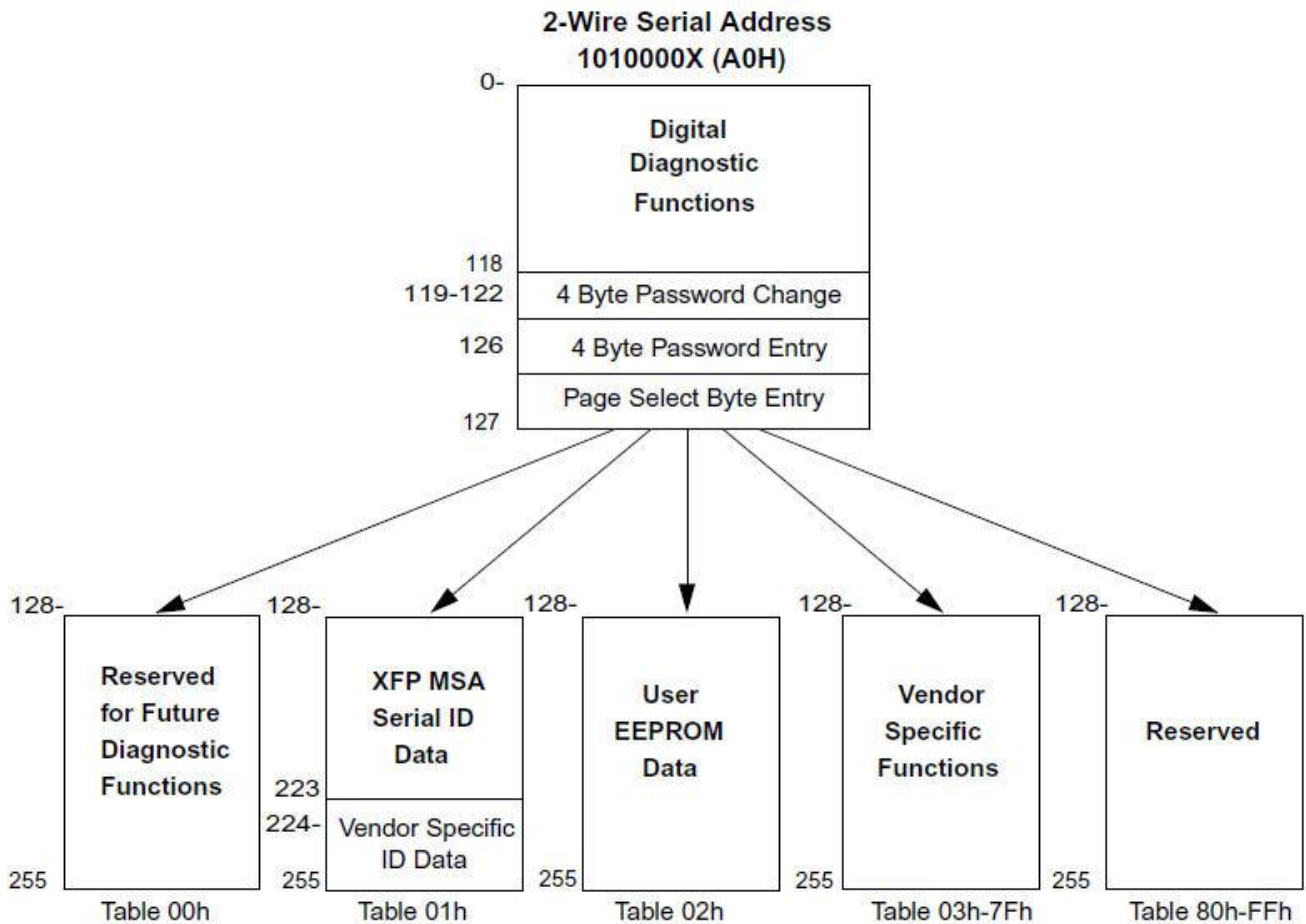 2-Wire Serial Address
1010000X (A0H)
0-
Digital
Diagnostic
Functions
118
119-122
4 Byte Password Change
126
4 Byte Password Entry
Page Select Byte Entry
127
128-
Reserved
for Future
Diagnostic
Functions
255
Table 00h
128-
XFP MSA
Serial ID
Data
223
224-
Vendor Specific
ID Data
255
Table 01h
128-
User
EEPROM
Data
255
Table 02h
128-
Vendor
Specific
Functions
255
Table 03h-7Fh
128-
Reserved
255
Table 80h-FFh